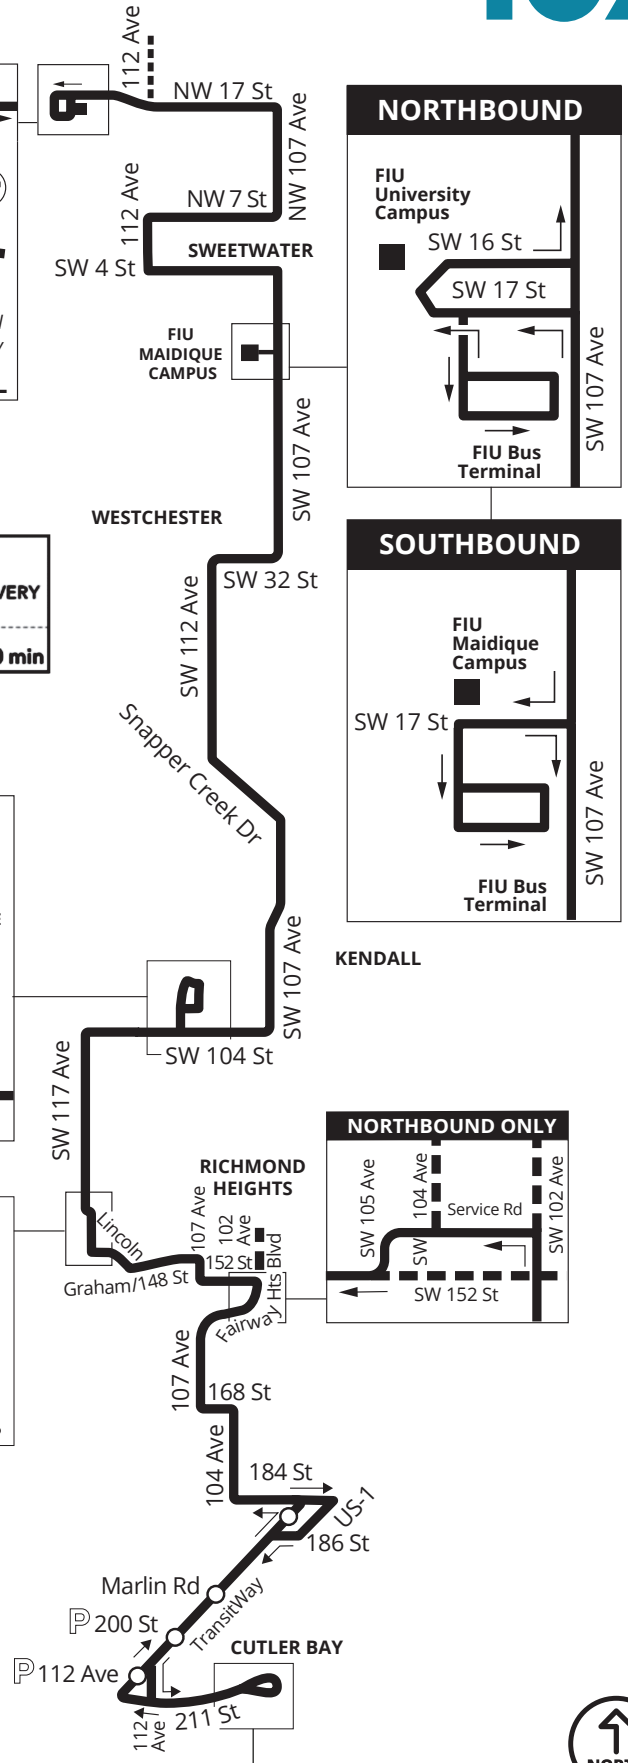 112 Ave
NW 17 St
NW 107 Ave
112 Ave
NW 7 St
SWEETWATER
SW 4 St
FIU
MAIDIQUE
CAMPUS
SW 107 Ave
WESTCHESTER
SW 32 St
SW 112 Ave
Snapper Creek Dr
SW 107 Ave
KENDALL
SW 104 St
SW 117 Ave
RICHMOND
HEIGHTS
Lincoln
107 Ave
102
Ave
152 St
Graham/148 St
Fairway Hts Blvd
107 Ave
168 St
104 Ave
184 St
US-1
186 St
Marlin Rd
TransitWay
P 200 St
CUTLER BAY
P 112 Ave
211 St
112
Ave
NORTHBOUND
FIU
University
Campus
SW 16 St
SW 17 St
SW 107 Ave
FIU Bus
Terminal
SOUTHBOUND
FIU
Maidique
Campus
SW 17 St
SW 107 Ave
FIU Bus
Terminal
NORTHBOUND ONLY
SW 105 Ave
SW 104 Ave
Service Rd
SW 102 Ave
SW 152 St
min